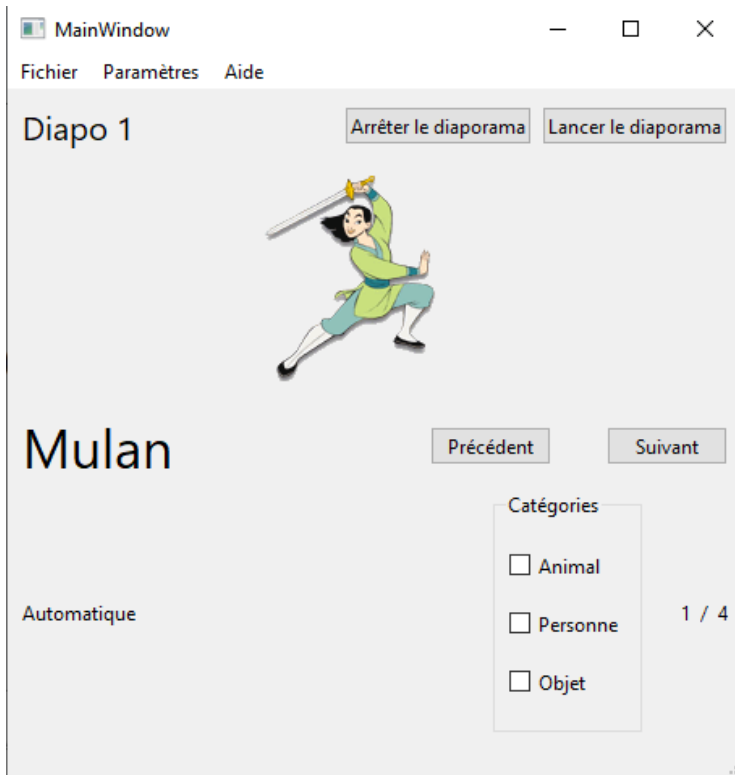 MainWindow
Fichier Paramètres Aide
Diapo 1
Arrêter le diaporama
Lancer le diaporama
Mulan
Précédent
Suivant
Catégories
Animal
Personne
Objet
Automatique
1 / 4